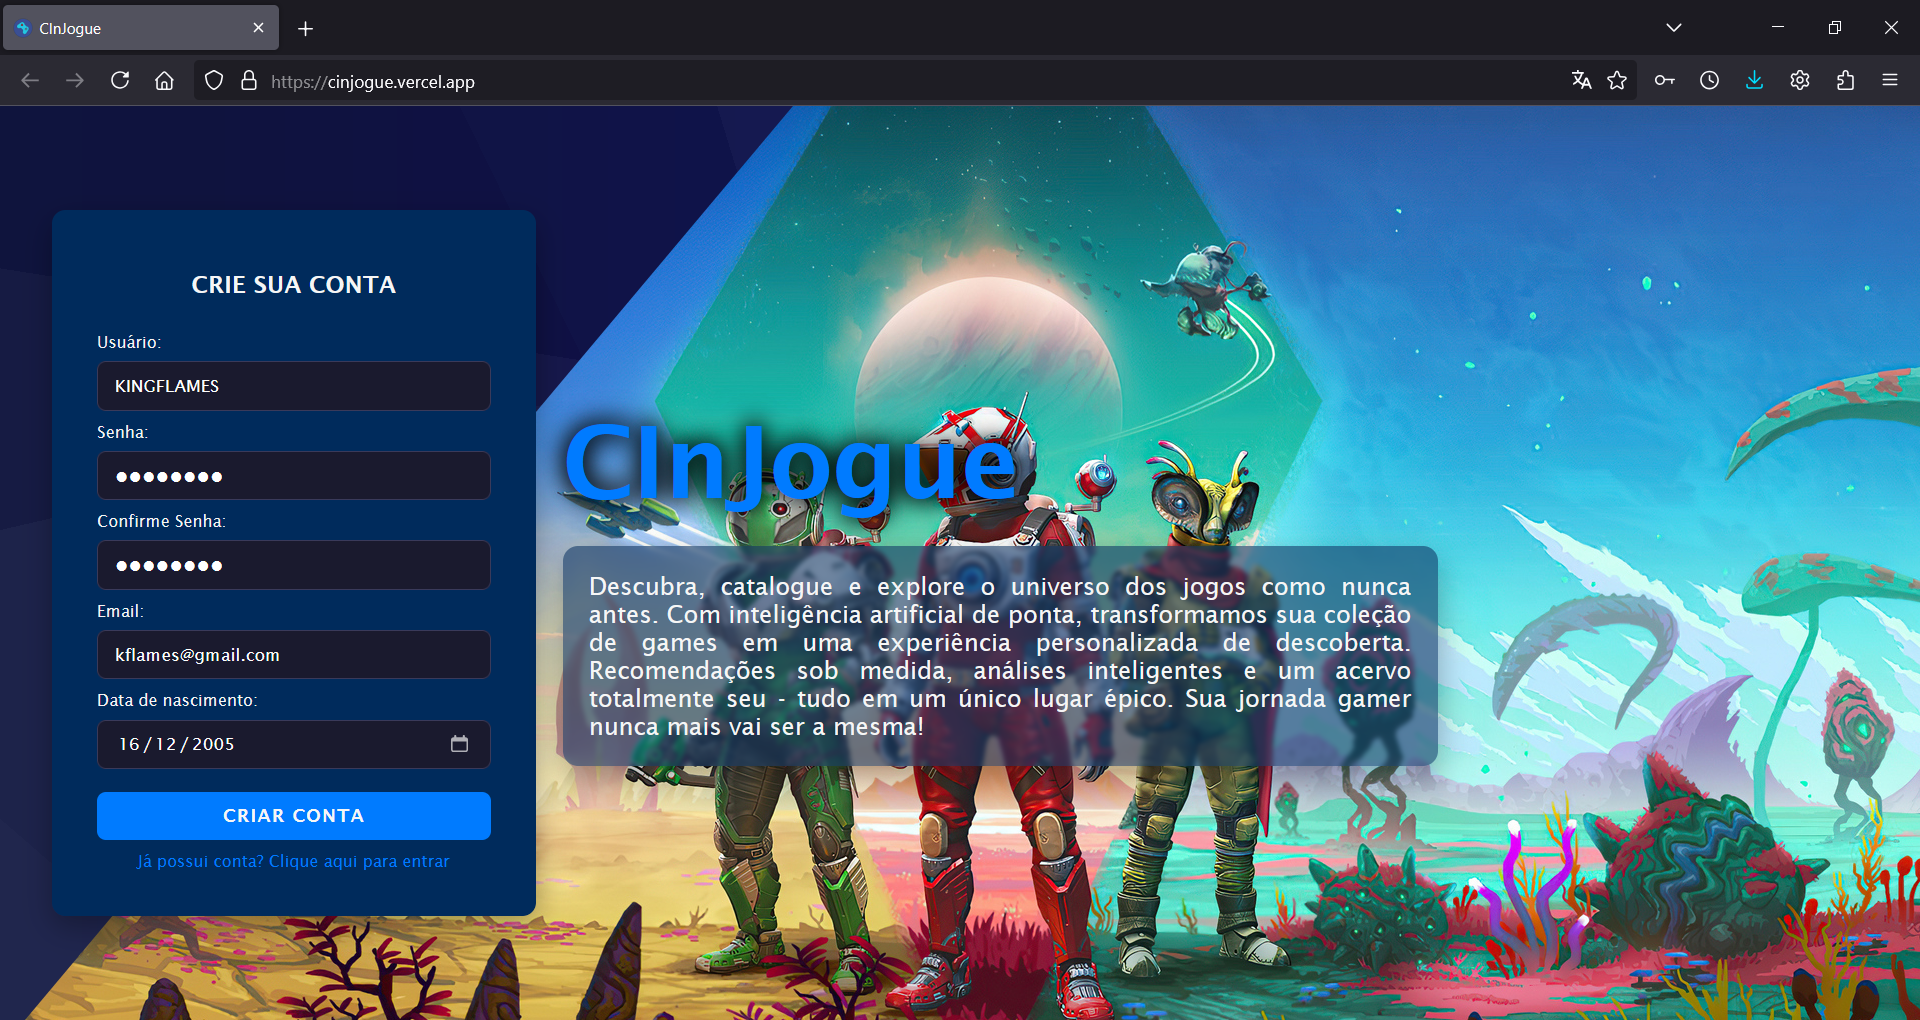 CInJogue
https://cinjogue.vercel.app
CRIE SUA CONTA
Usuário:
KINGFLAMES
Senha:
●●●●●●●●
Confirme Senha:
●●●●●●●●
Email:
kflames@gmail.com
Data de nascimento:
16/12/2005
CRIAR CONTA
Já possui conta? Clique aqui para entrar
CInJogue
Descubra, catalogue e explore o universo dos jogos como nunca
antes. Com inteligência artificial de ponta, transformamos sua coleção
de games em uma experiência personalizada de descoberta.
Recomendações sob medida, análises inteligentes e um acervo
totalmente seu - tudo em um único lugar épico. Sua jornada gamer
nunca mais vai ser a mesma!